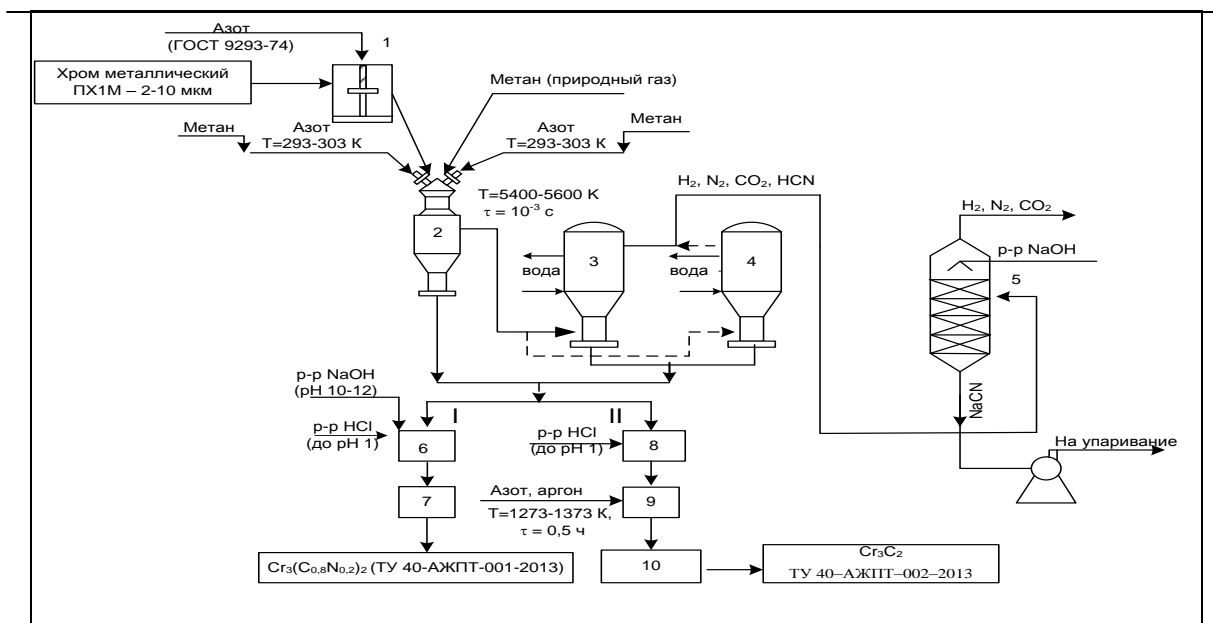 Азот
(ГОСТ 9293-74)
1
Хром металлический
ПХ1М – 2-10 мкм
Метан (природный газ)
Метан
Азот
T=293-303 К
Азот
T=293-303 К
Метан
T=5400-5600 K
τ = 10⁻³ c
2
H₂, N₂, CO₂, HCN
3
4
вода
вода
H₂, N₂, CO₂
р-р NaOH
5
NaCN
р-р NaOH
(pH 10-12)
I
II
р-р HCl
(до pH 1)
6
р-р HCl
(до pH 1)
8
На упаривание
7
Азот, аргон
T=1273-1373 К,
τ = 0,5 ч
9
Cr₃(C₀,₈N₀,₂)₂ (ТУ 40-АЖПТ-001-2013)
10
Cr₃C₂
ТУ 40–АЖПТ–002–2013